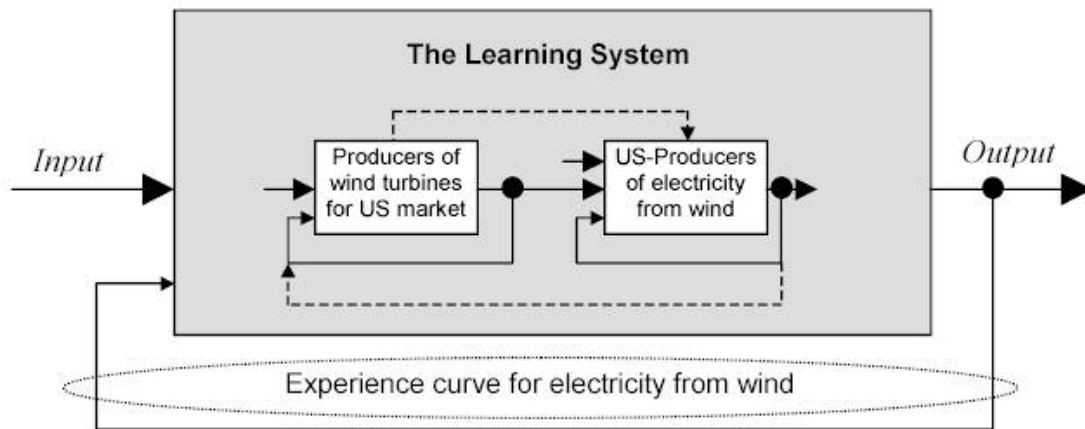 The Learning System
Input
Producers of
wind turbines
for US market
US-Producers
of electricity
from wind
Output
Experience curve for electricity from wind